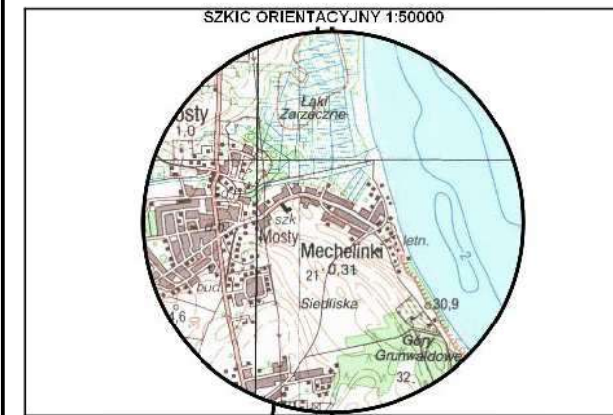 SZKIC ORIENTACYJNY 1:50000
Łąki
Zarzeczne
osty
1,0
szk
Mosty
Mechelinki
letn.
21 0,31
2
bud.
Siedliska
30,9
4,6
Góry
Grunwaldowe
32